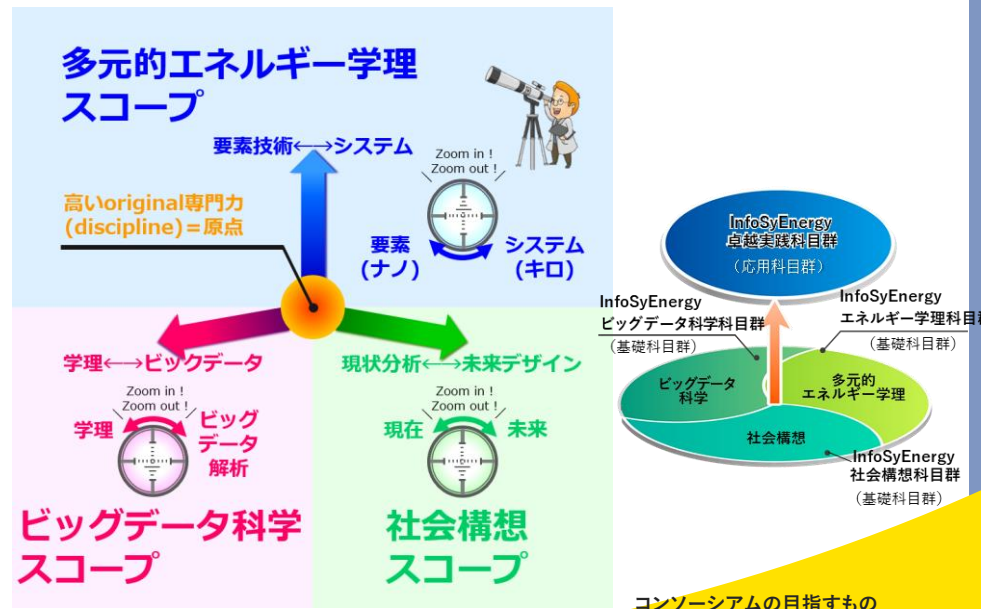 多元的エネルギー学理
スコープ
要素技術←→システム
Zoom in !
Zoom out !
高いoriginal専門力
(discipline)＝原点
要素
(ナノ)
システム
(キロ)
学理←→ビックデータ
Zoom in !
Zoom out !
学理
ビッグ
データ
解析
ビッグデータ科学
スコープ
現状分析←→未来デザイン
Zoom in !
Zoom out !
現在
未来
社会構想
スコープ
InfoSyEnergy
卓越実践科目群
（応用科目群）
InfoSyEnergy
ビッグデータ科学科目群
（基礎科目群）
InfoSyEnergy
エネルギー学理科目群
（基礎科目群）
ビッグデータ
科学
多元的
エネルギー学理
社会構想
InfoSyEnergy
社会構想科目群
（基礎科目群）
コンソーシアムの目指すもの